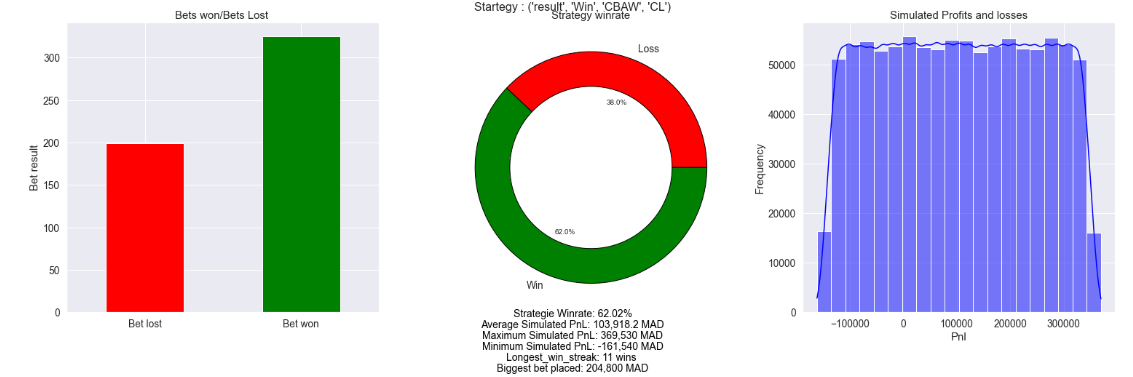 Startegy : ('result', 'Win', 'CBAW', 'CL')
Bets won/Bets Lost
Bet result
300
250
200
150
100
50
0
Bet lost
Bet won
Strategy winrate
Loss
38.0%
62.0%
Win
Strategie Winrate: 62.02%
Average Simulated PnL: 103,918.2 MAD
Maximum Simulated PnL: 369,530 MAD
Minimum Simulated PnL: -161,540 MAD
Longest_win_streak: 11 wins
Biggest bet placed: 204,800 MAD
Simulated Profits and losses
Frequency
50000
40000
30000
20000
10000
0
−100000
0
100000
200000
300000
Pnl